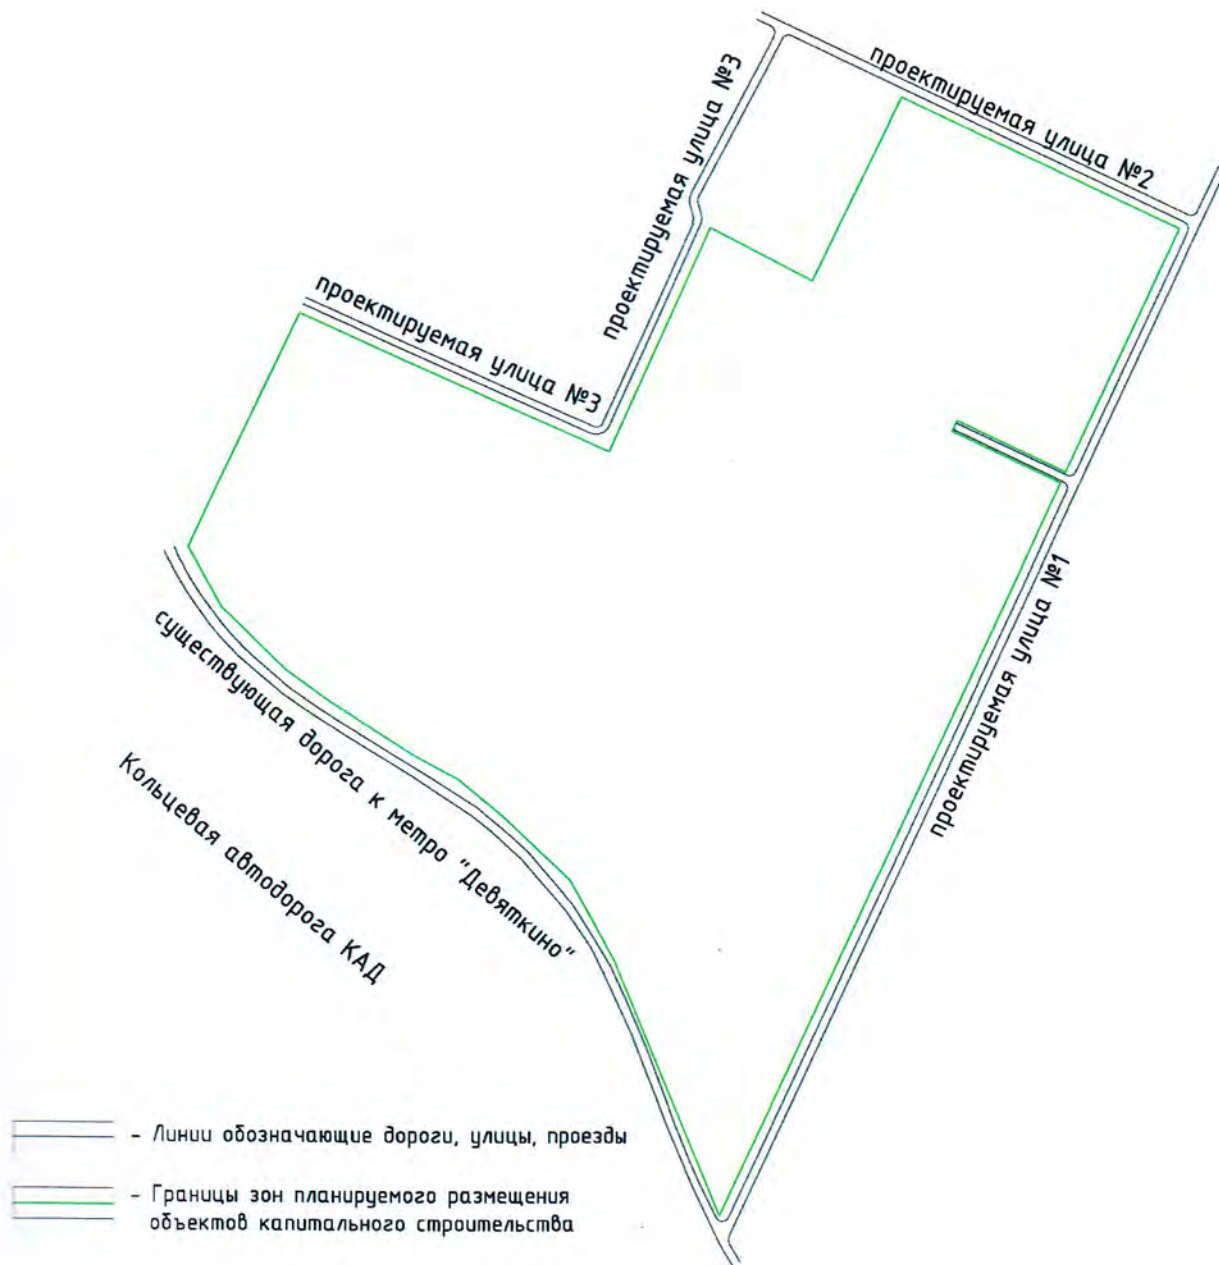 проектируемая улица №2
проектируемая улица №3
проектируемая улица №3
проектируемая улица №1
существующая дорога к метро "Девяткино"
Кольцевая автодорога КАД
- Линии обозначающие дороги, улицы, проезды
- Границы зон планируемого размещения
объектов капитального строительства